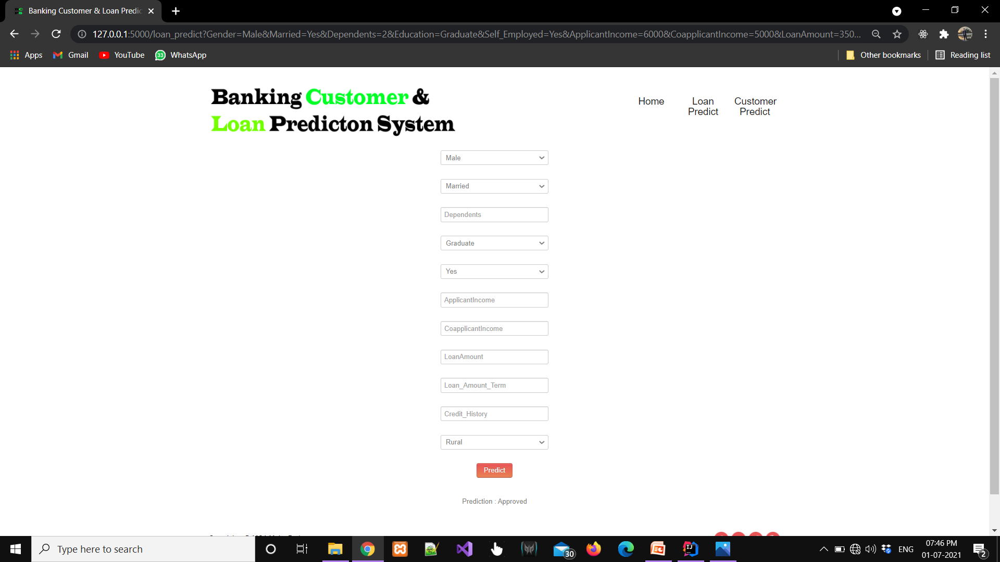 Banking Customer & Loan Predic
127.0.0.1:5000/loan_predict?Gender=Male&Married=Yes&Dependents=2&Education=Graduate&Self_Employed=Yes&ApplicantIncome=6000&CoapplicantIncome=5000&LoanAmount=350...
Apps Gmail YouTube 33 WhatsApp Other bookmarks Reading list
Banking Customer &
Loan Predicton System
Home
Loan
Predict
Customer
Predict
Male
Married
Dependents
Graduate
Yes
ApplicantIncome
CoapplicantIncome
LoanAmount
Loan_Amount_Term
Credit_History
Rural
Predict
Prediction : Approved
Type here to search
30
ENG
07:46 PM
01-07-2021
2